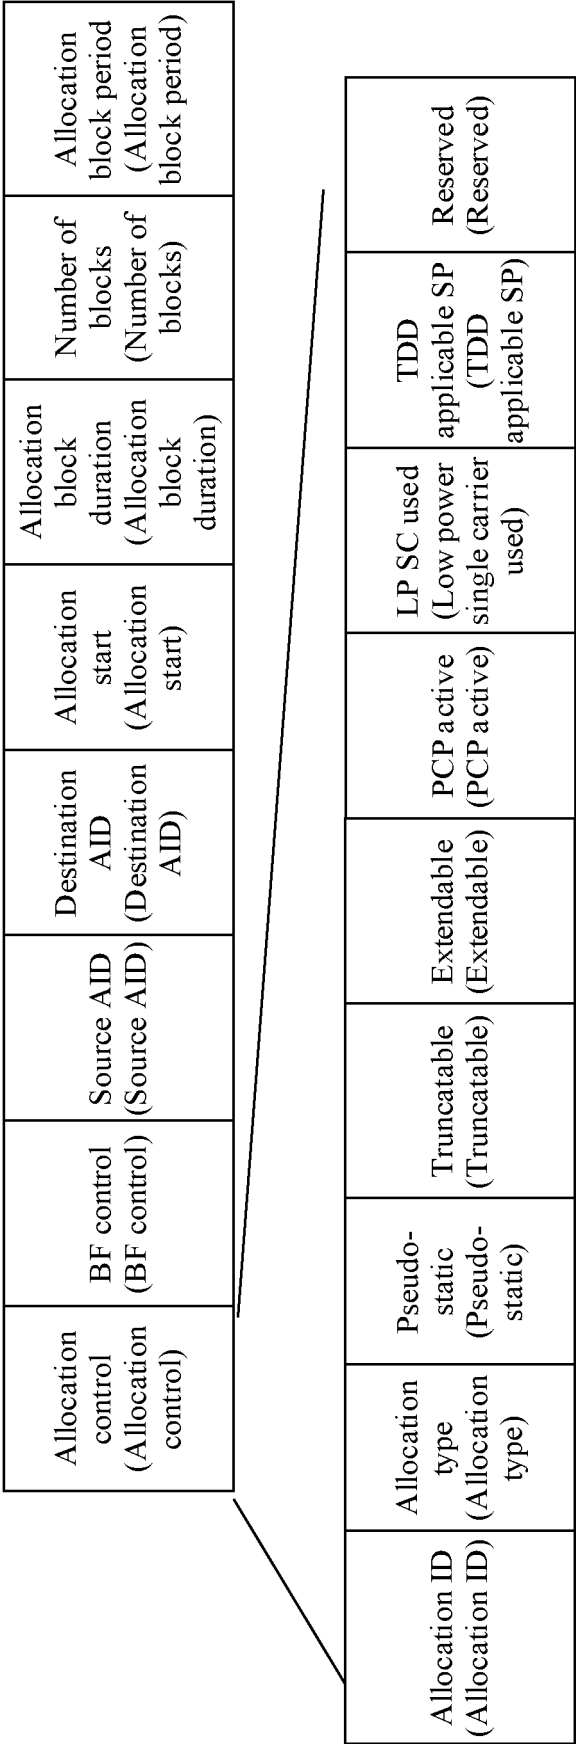 Allocation
control
(Allocation
control)
BF control
(BF control)
Source AID
(Source AID)
Destination
AID
(Destination
AID)
Allocation
start
(Allocation
start)
Allocation
block
duration
(Allocation
block
duration)
Number of
blocks
(Number of
blocks)
Allocation
block period
(Allocation
block period)
Allocation ID
(Allocation ID)
Allocation
type
(Allocation
type)
Pseudo-
static
(Pseudo-
static)
Truncatable
(Truncatable)
Extendable
(Extendable)
PCP active
(PCP active)
LP SC used
(Low power
single carrier
used)
TDD
applicable SP
(TDD
applicable SP)
Reserved
(Reserved)